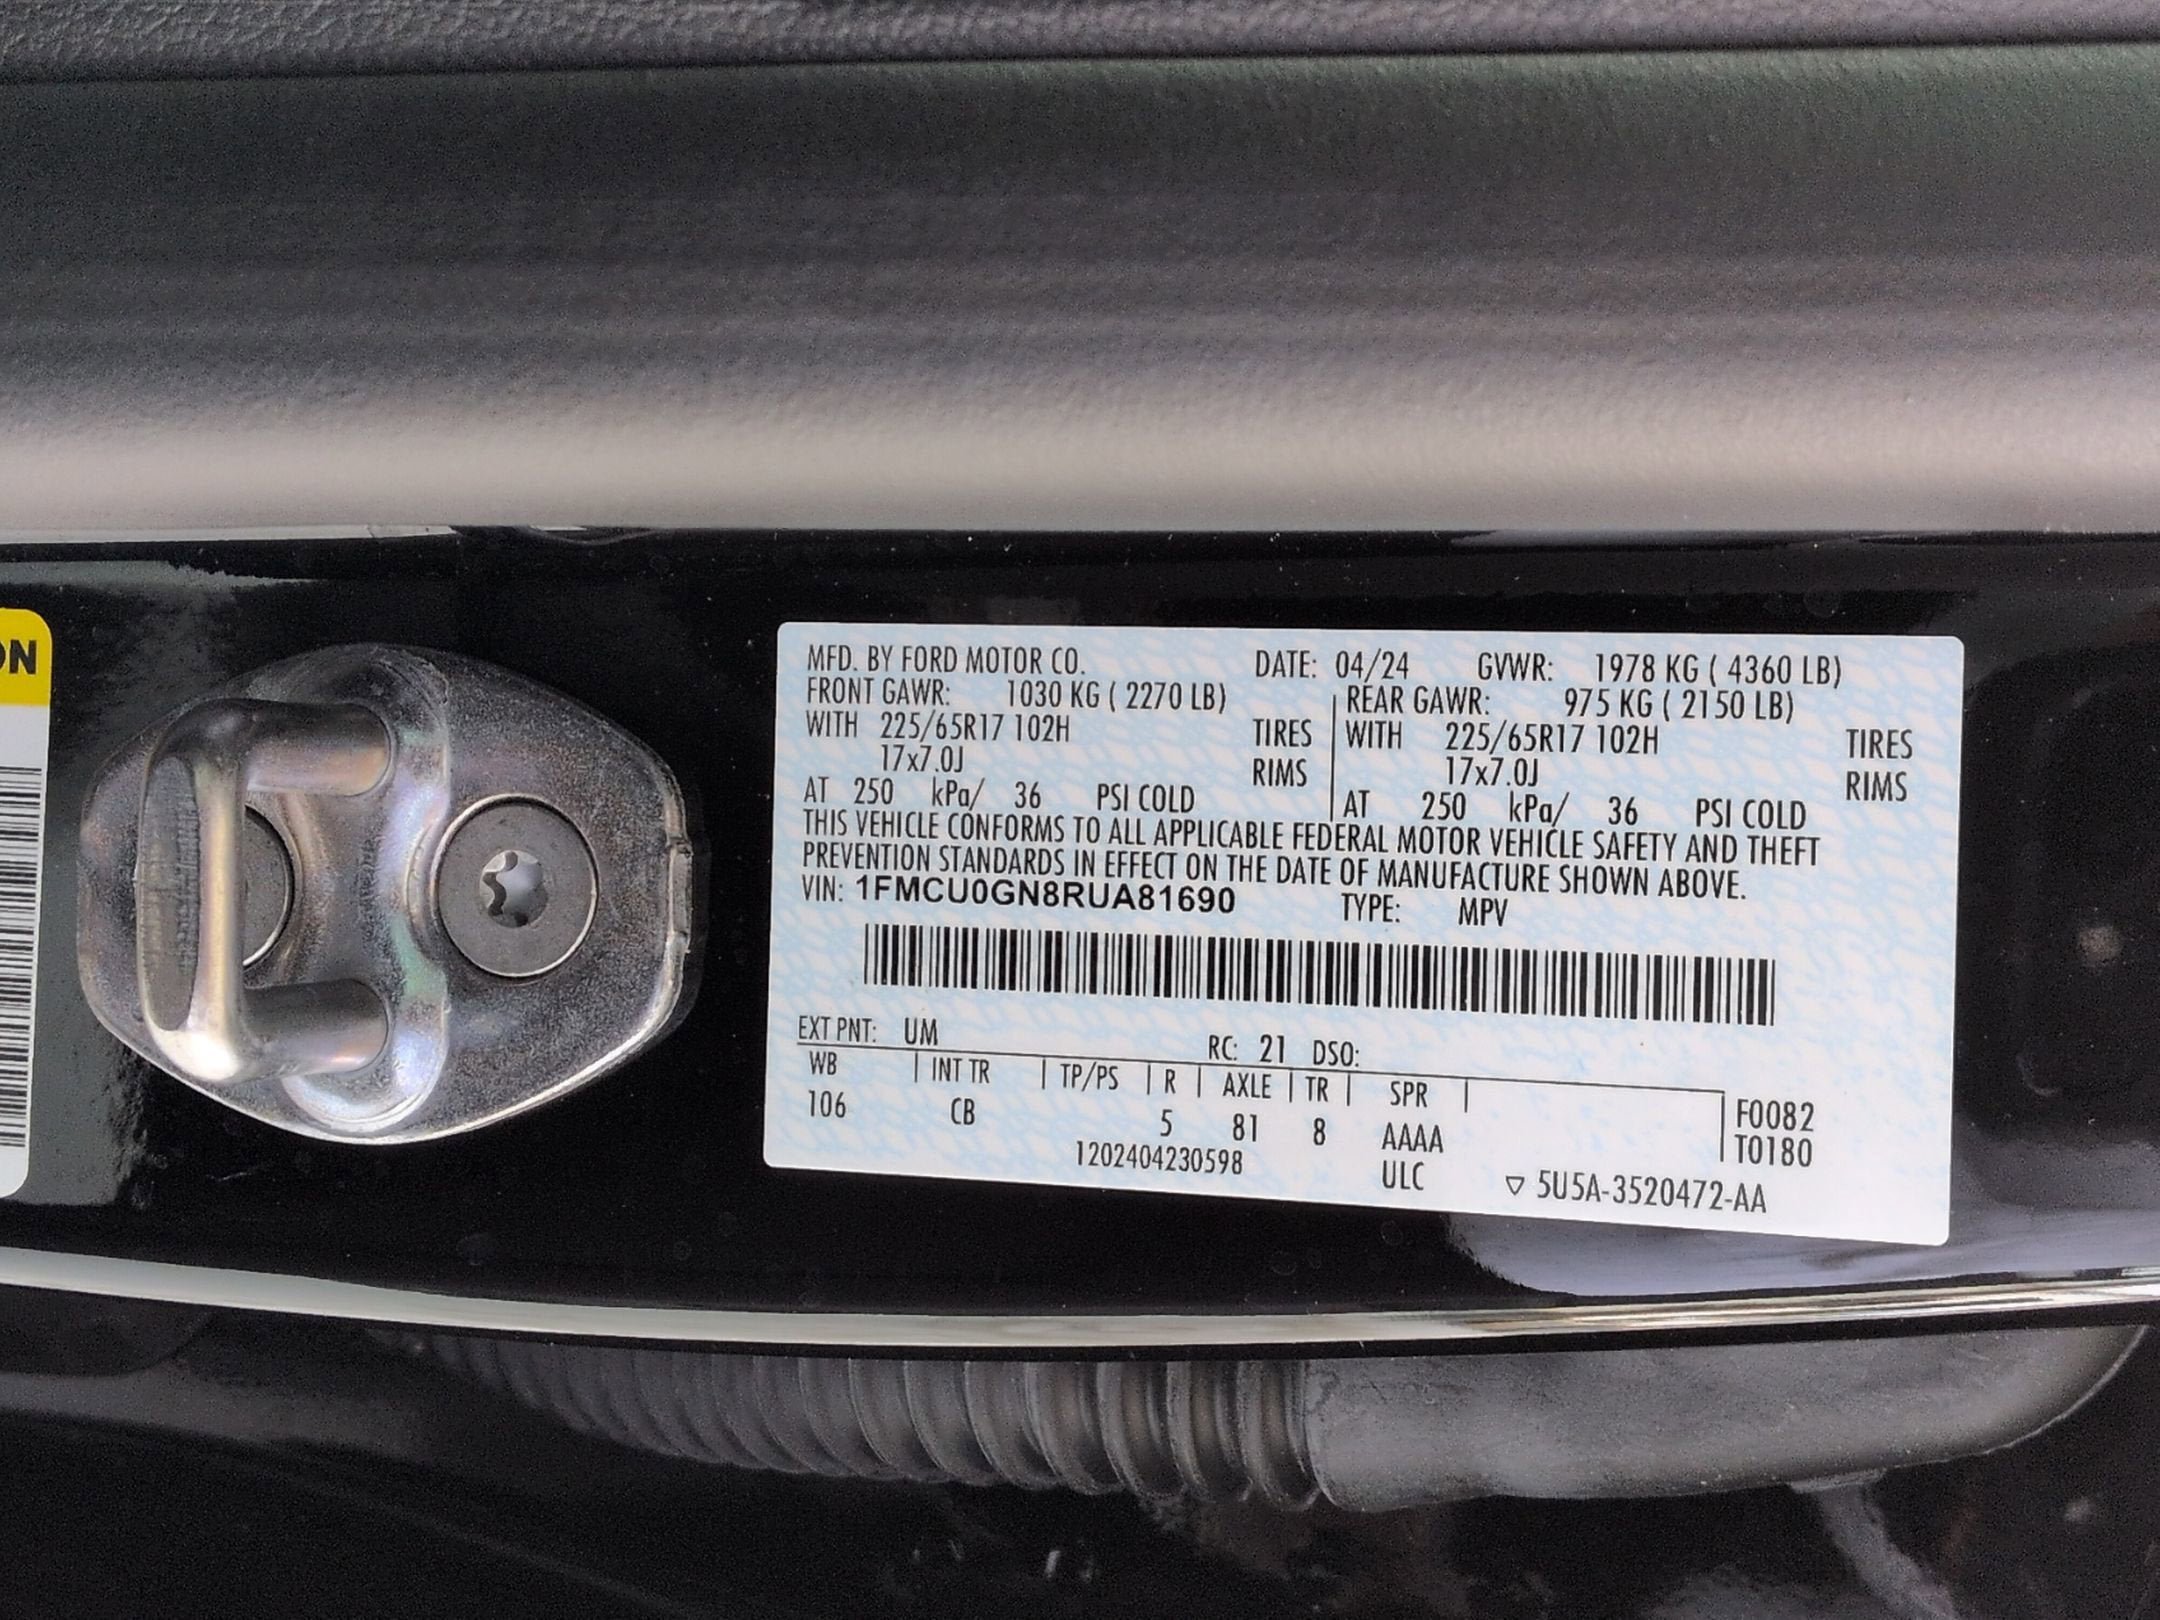 ON
MFD. BY FORD MOTOR CO. DATE: 04/24 GVWR: 1978 KG ( 4360 LB)
FRONT GAWR: 1030 KG ( 2270 LB) REAR GAWR: 975 KG ( 2150 LB)
WITH 225/65R17 102H TIRES WITH 225/65R17 102H TIRES
17x7.0J RIMS 17x7.0J RIMS
AT 250 kPa/ 36 PSI COLD AT 250 kPa/ 36 PSI COLD
THIS VEHICLE CONFORMS TO ALL APPLICABLE FEDERAL MOTOR VEHICLE SAFETY AND THEFT
PREVENTION STANDARDS IN EFFECT ON THE DATE OF MANUFACTURE SHOWN ABOVE.
VIN: 1FMCU0GN8RUA81690 TYPE: MPV
EXT PNT: UM RC: 21 DSO:
WB INT TR TP/PS R AXLE TR SPR F0082
106 CB 5 81 8 AAAA T0180
1202404230598 ULC ▽ 5U5A-3520472-AA